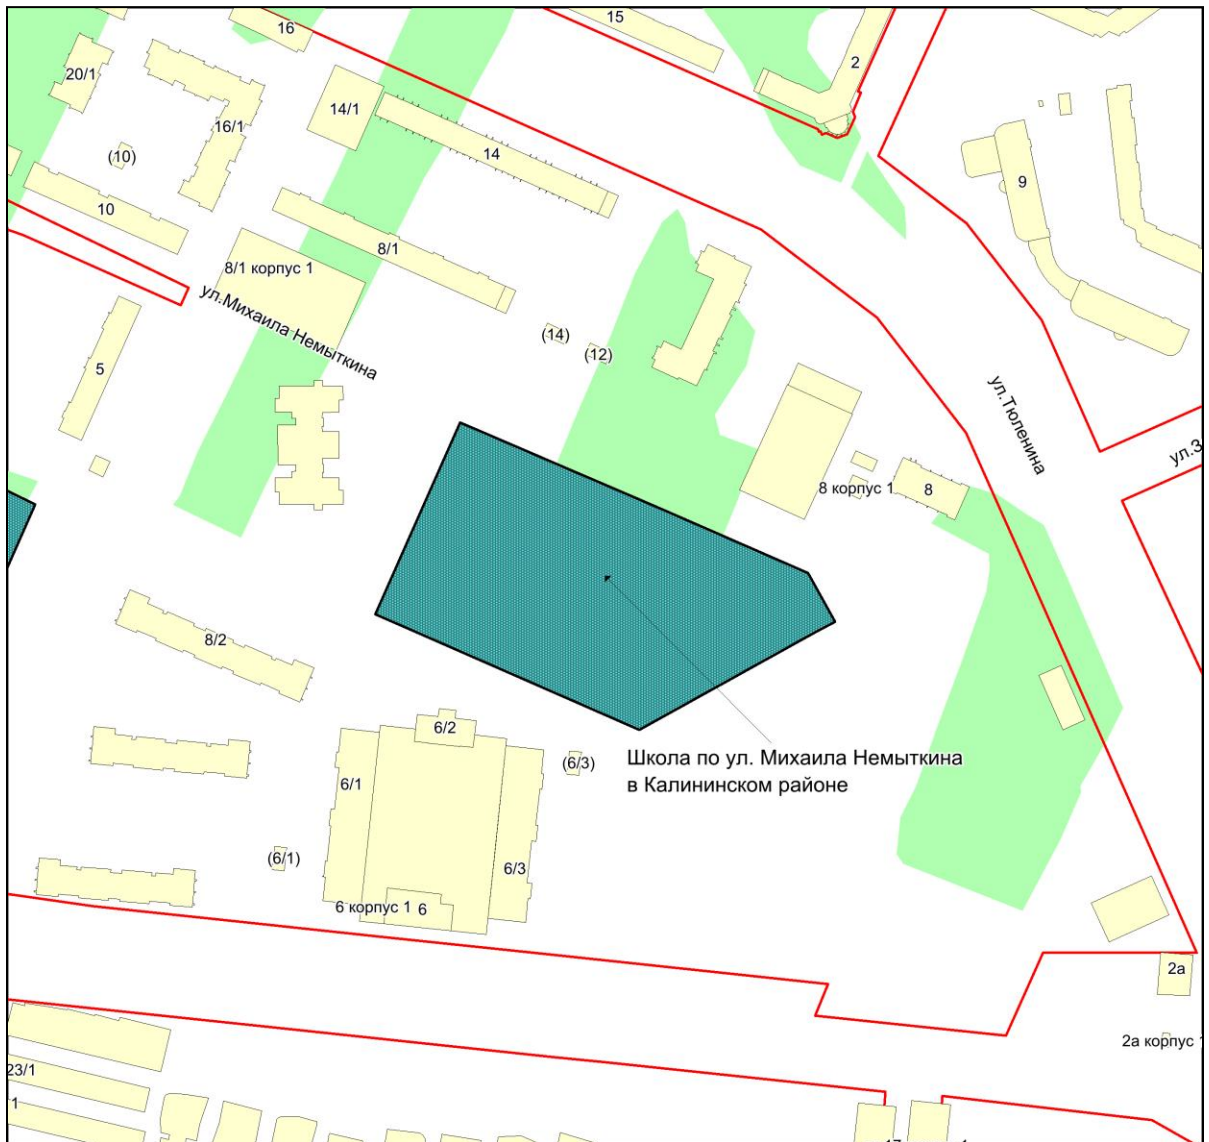 15
16
2
20/1
14/1
16/1
14
(10)
9
10
8/1
8/1 корпус 1
ул.Михаила Немыткина
(14)
(12)
5
ул.Тюленина
ул.3
8 корпус 1
8
8/2
6/2
Школа по ул. Михаила Немыткина
в Калининском районе
(6/3)
6/1
(6/1)
6/3
6 корпус 1
6
2а
2а корпус
23/1
1